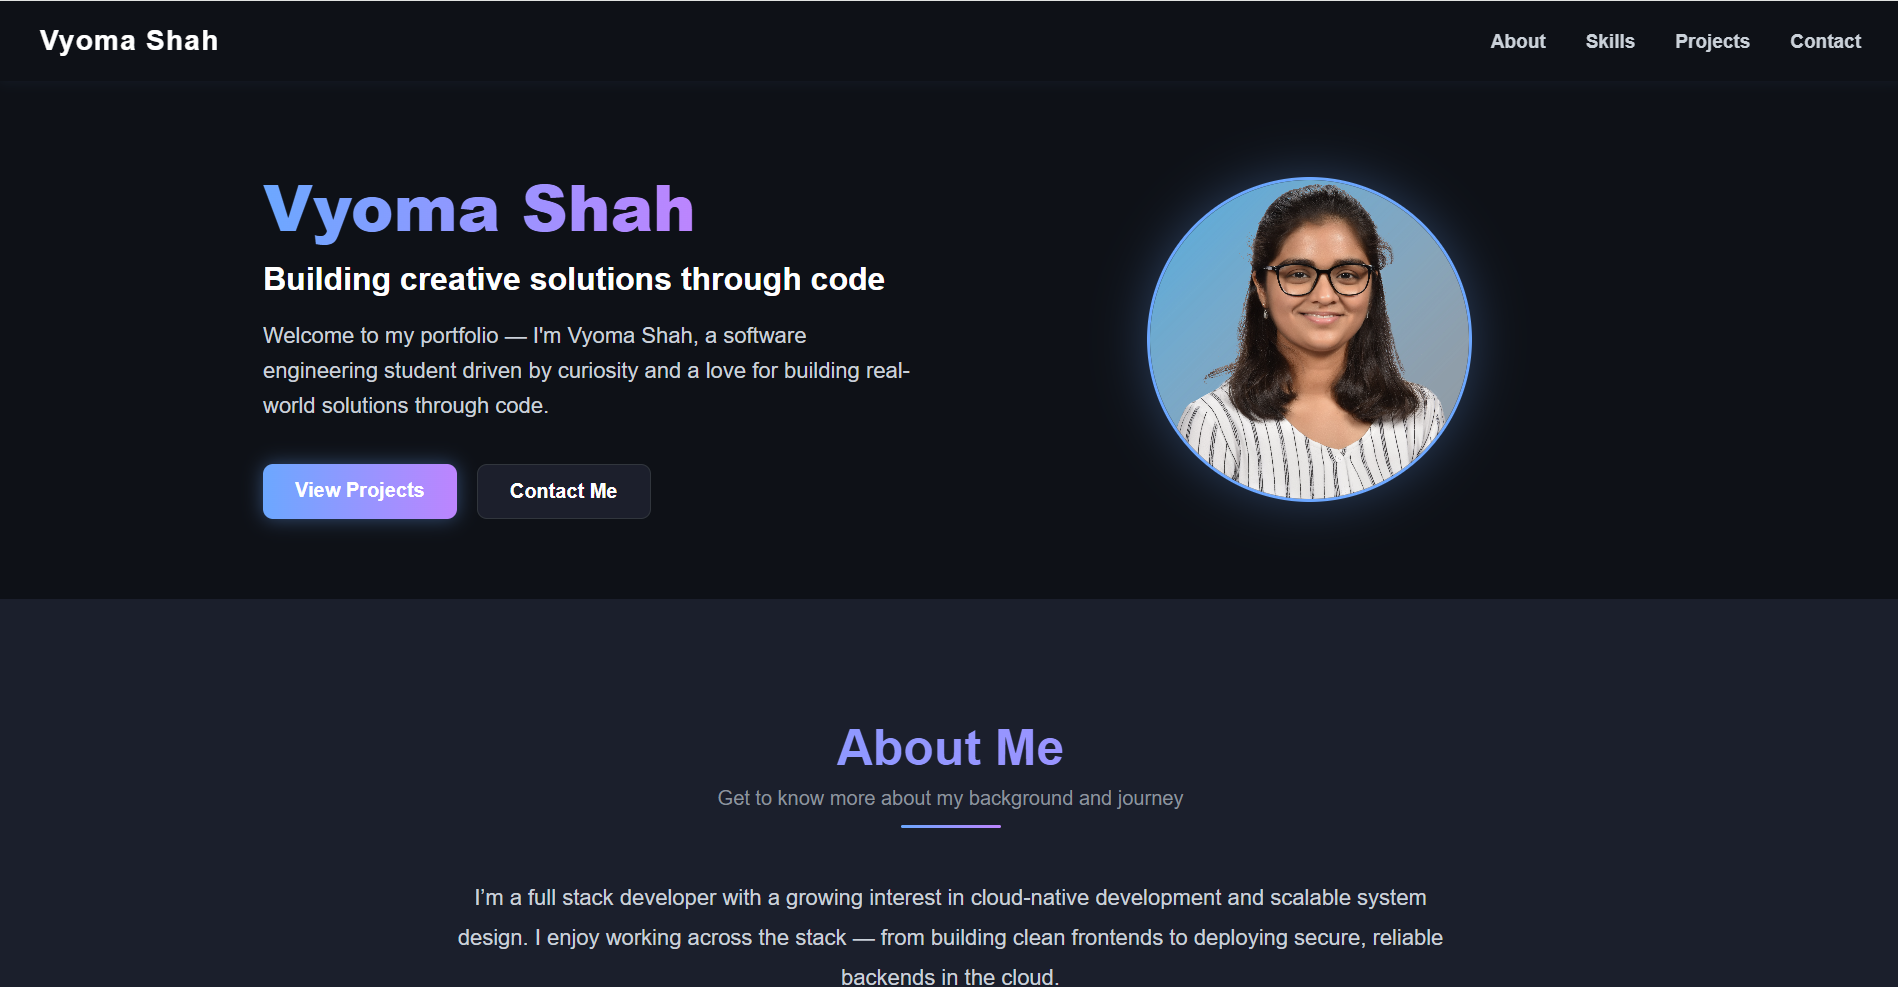 Vyoma Shah
About
Skills
Projects
Contact
Vyoma Shah
Building creative solutions through code
Welcome to my portfolio — I'm Vyoma Shah, a software
engineering student driven by curiosity and a love for building real-
world solutions through code.
View Projects
Contact Me
About Me
Get to know more about my background and journey
I’m a full stack developer with a growing interest in cloud-native development and scalable system
design. I enjoy working across the stack — from building clean frontends to deploying secure, reliable
backends in the cloud.